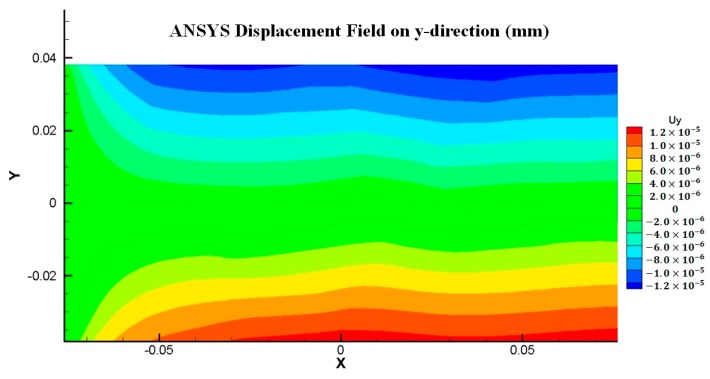 ANSYS Displacement Field on y-direction (mm)
0.04
0.02
0
-0.02
Y
-0.05
0
0.05
X
Uy
1.2 × 10⁻⁵
1.0 × 10⁻⁵
8.0 × 10⁻⁶
6.0 × 10⁻⁶
4.0 × 10⁻⁶
2.0 × 10⁻⁶
0
−2.0 × 10⁻⁶
−4.0 × 10⁻⁶
−6.0 × 10⁻⁶
−8.0 × 10⁻⁶
−1.0 × 10⁻⁵
−1.2 × 10⁻⁵